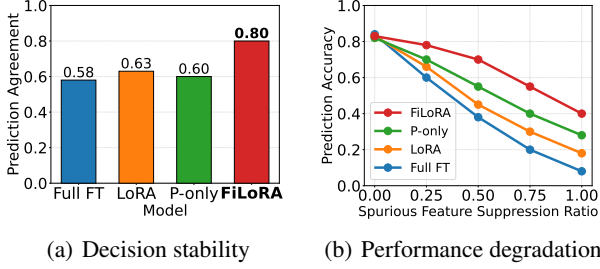 Prediction Agreement
1.0
0.8
0.6
0.4
0.2
0.0
0.58
0.63
0.60
0.80
Full FT
LoRA
P-only
FiLoRA
Model
(a) Decision stability
Prediction Accuracy
1.0
0.8
0.6
0.4
0.2
0.0
FiLoRA
P-only
LoRA
Full FT
0.00
0.25
0.50
0.75
1.00
Spurious Feature Suppression Ratio
(b) Performance degradation